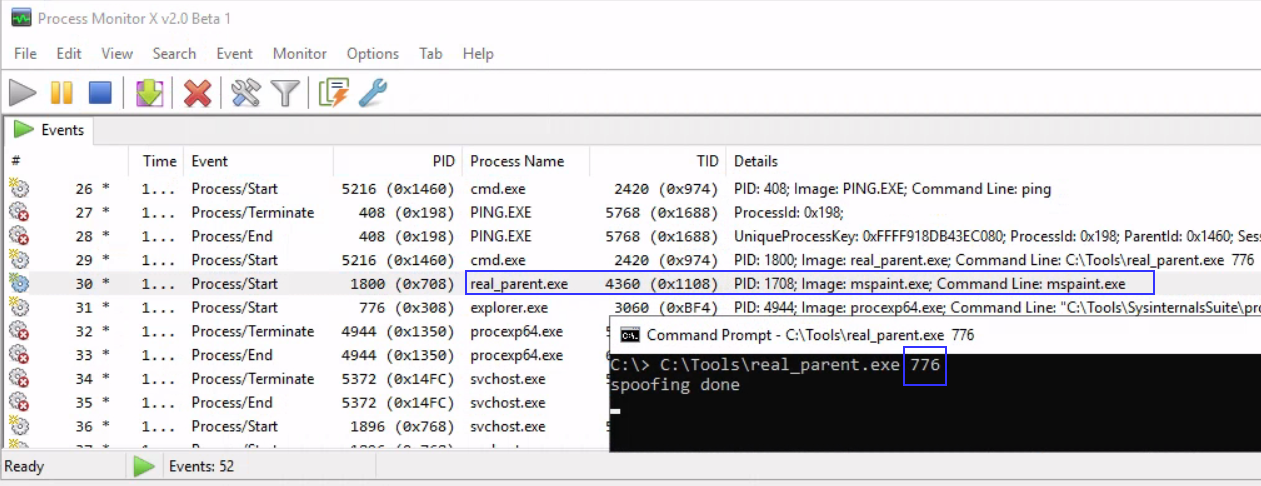 Process Monitor X v2.0 Beta 1
File Edit View Search Event Monitor Options Tab Help
Events
# Time Event PID Process Name TID Details
26 * 1... Process/Start 5216 (0x1460) cmd.exe 2420 (0x974) PID: 408; Image: PING.EXE; Command Line: ping
27 * 1... Process/Terminate 408 (0x198) PING.EXE 5768 (0x1688) ProcessId: 0x198;
28 * 1... Process/End 408 (0x198) PING.EXE 5768 (0x1688) UniqueProcessKey: 0xFFFF918DB43EC080; ProcessId: 0x198; ParentId: 0x1460; Ses
29 * 1... Process/Start 5216 (0x1460) cmd.exe 2420 (0x974) PID: 1800; Image: real_parent.exe; Command Line: C:\Tools\real_parent.exe 776
30 * 1... Process/Start 1800 (0x708) real_parent.exe 4360 (0x1108) PID: 1708; Image: mspaint.exe; Command Line: mspaint.exe
31 * 1... Process/Start 776 (0x308) explorer.exe 3060 (0xBF4) PID: 4944; Image: procexp64.exe; Command Line: "C:\Tools\SysinternalsSuite\pro
32 * 1... Process/Terminate 4944 (0x1350) procexp64.exe
33 * 1... Process/End 4944 (0x1350) procexp64.exe
34 * 1... Process/Terminate 5372 (0x14FC) svchost.exe
35 * 1... Process/End 5372 (0x14FC) svchost.exe
36 * 1... Process/Start 1896 (0x768) svchost.exe
Command Prompt - C:\Tools\real_parent.exe 776
C:\> C:\Tools\real_parent.exe 776
spoofing done
Ready Events: 52